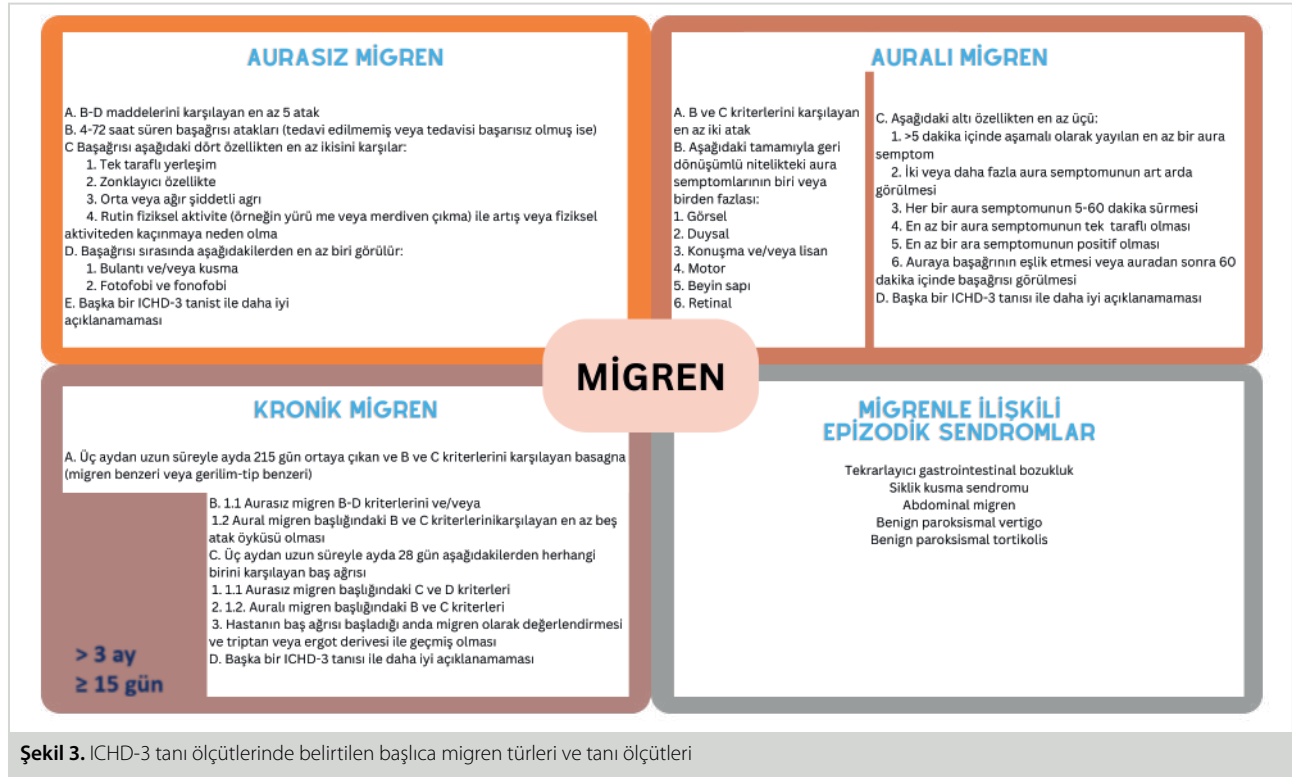 AURASIZ MİGREN
A. B-D maddelerini karşılayan en az 5 atak
B. 4-72 saat süren başağrısı atakları (tedavi edilmemiş veya tedavisi başarısız olmuş ise)
C Başağrısı aşağıdaki dört özellikten en az ikisini karşılar:
1. Tek taraflı yerleşim
2. Zonklayıcı özellikte
3. Orta veya ağır şiddetli agrı
4. Rutin fiziksel aktivite (örneğin yürü me veya merdiven çıkma) ile artış veya fiziksel
aktiviteden kaçınmaya neden olma
D. Başağrısı sırasında aşağıdakilerden en az biri görülür:
1. Bulantı ve/veya kusma
2. Fotofobi ve fonofobi
E. Başka bir ICHD-3 tanist ile daha iyi
açıklanamaması
AURALI MİGREN
A. B ve C kriterlerini karşılayan
en az iki atak
B. Aşağıdaki tamamıyla geri
dönüşümlü nitelikteki aura
semptomlarının biri veya
birden fazlası:
1. Görsel
2. Duysal
3. Konuşma ve/veya lisan
4. Motor
5. Beyin sapı
6. Retinal
C. Aşağıdaki altı özellikten en az üçü:
1. >5 dakika içinde aşamalı olarak yayılan en az bir aura
semptom
2. İki veya daha fazla aura semptomunun art arda
görülmesi
3. Her bir aura semptomunun 5-60 dakika sürmesi
4. En az bir aura semptomunun tek taraflı olması
5. En az bir ara semptomunun positif olması
6. Auraya başağrının eşlik etmesi veya auradan sonra 60
dakika içinde başağrısı görülmesi
D. Başka bir ICHD-3 tanısı ile daha iyi açıklanamaması
MİGREN
KRONİK MİGREN
A. Üç aydan uzun süreyle ayda 215 gün ortaya çıkan ve B ve C kriterlerini karşılayan basagna
(migren benzeri veya gerilim-tip benzeri)
B. 1.1 Aurasız migren B-D kriterlerini ve/veya
1.2 Aural migren başlığındaki B ve C kriterlerinikarşılayan en az beş
atak öyküsü olması
C. Üç aydan uzun süreyle ayda 28 gün aşağıdakilerden herhangi
birini karşılayan baş ağrısı
1. 1.1 Aurasız migren başlığındaki C ve D kriterleri
2. 1.2. Auralı migren başlığındaki B ve C kriterleri
3. Hastanın baş ağrısı başladığı anda migren olarak değerlendirmesi
ve triptan veya ergot derivesi ile geçmiş olması
D. Başka bir ICHD-3 tanısı ile daha iyi açıklanamaması
> 3 ay
≥ 15 gün
MİGRENLE İLİŞKİLİ
EPİZODİK SENDROMLAR
Tekrarlayıcı gastrointestinal bozukluk
Siklik kusma sendromu
Abdominal migren
Benign paroksismal vertigo
Benign paroksismal tortikolis
Şekil 3. ICHD-3 tanı ölçütlerinde belirtilen başlıca migren türleri ve tanı ölçütleri